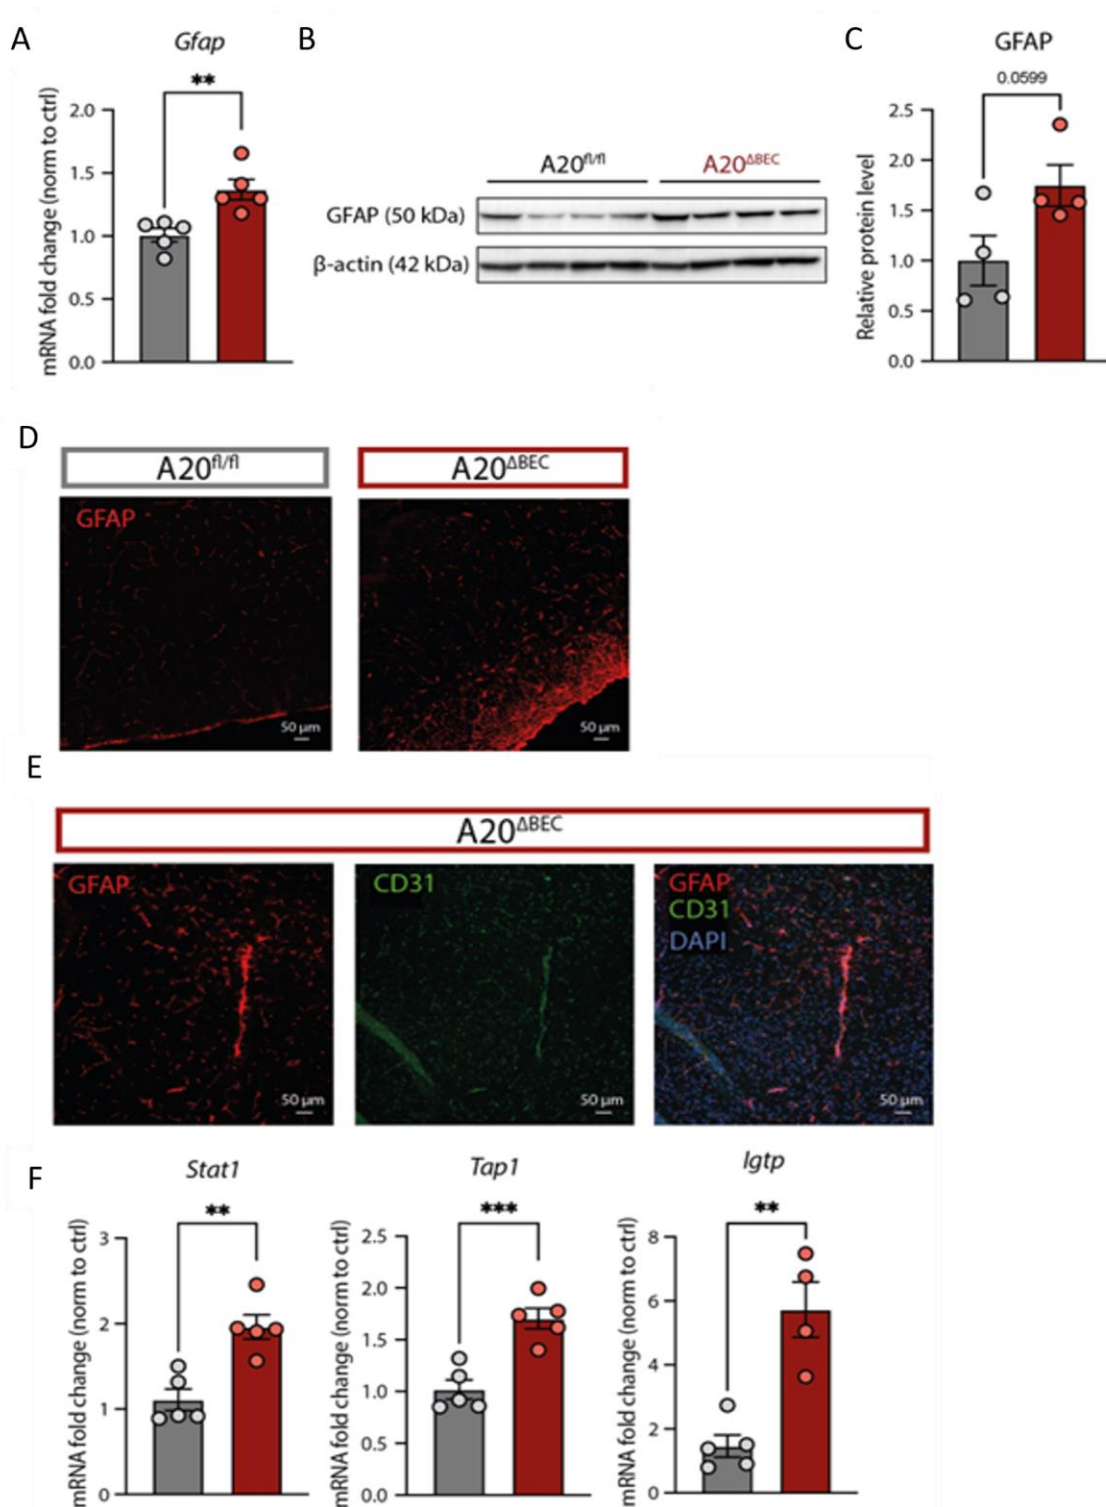 A
Gfap
**
mRNA fold change (norm to ctrl)
2.0
1.5
1.0
0.5
0.0
B
A20fl/fl
A20ΔBEC
GFAP (50 kDa)
β-actin (42 kDa)
C
GFAP
0.0599
Relative protein level
2.5
2.0
1.5
1.0
0.5
0.0
D
A20fl/fl
A20ΔBEC
GFAP
50 µm
50 µm
E
A20ΔBEC
GFAP
CD31
GFAP
CD31
DAPI
50 µm
50 µm
50 µm
F
Stat1
**
mRNA fold change (norm to ctrl)
3
2
1
0
Tap1
***
mRNA fold change (norm to ctrl)
2.5
2.0
1.5
1.0
0.5
0.0
Igtp
**
mRNA fold change (norm to ctrl)
8
6
4
2
0